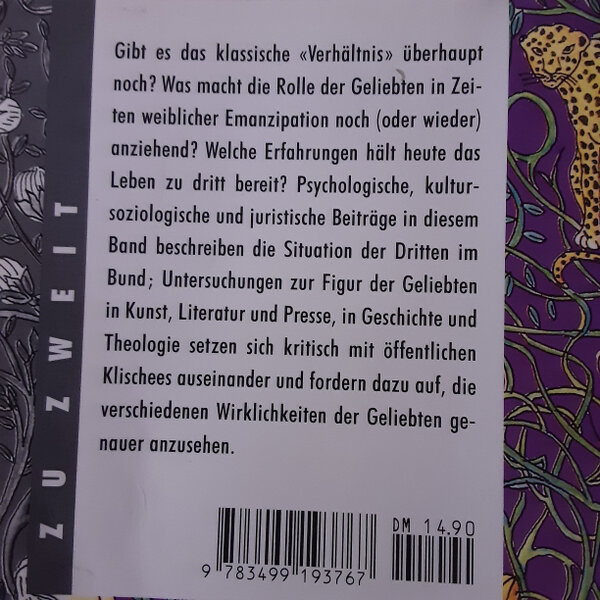 Gibt es das klassische «Verhältnis» überhaupt
noch? Was macht die Rolle der Geliebten in Zei-
ten weiblicher Emanzipation noch (oder wieder)
anziehend? Welche Erfahrungen hält heute das
Leben zu dritt bereit? Psychologische, kultur-
soziologische und juristische Beiträge in diesem
Band beschreiben die Situation der Dritten im
Bund; Untersuchungen zur Figur der Geliebten
in Kunst, Literatur und Presse, in Geschichte und
Theologie setzen sich kritisch mit öffentlichen
Klischees auseinander und fordern dazu auf, die
verschiedenen Wirklichkeiten der Geliebten ge-
nauer anzusehen.
ZU ZWEIT
DM 14.90
9 783499 193767